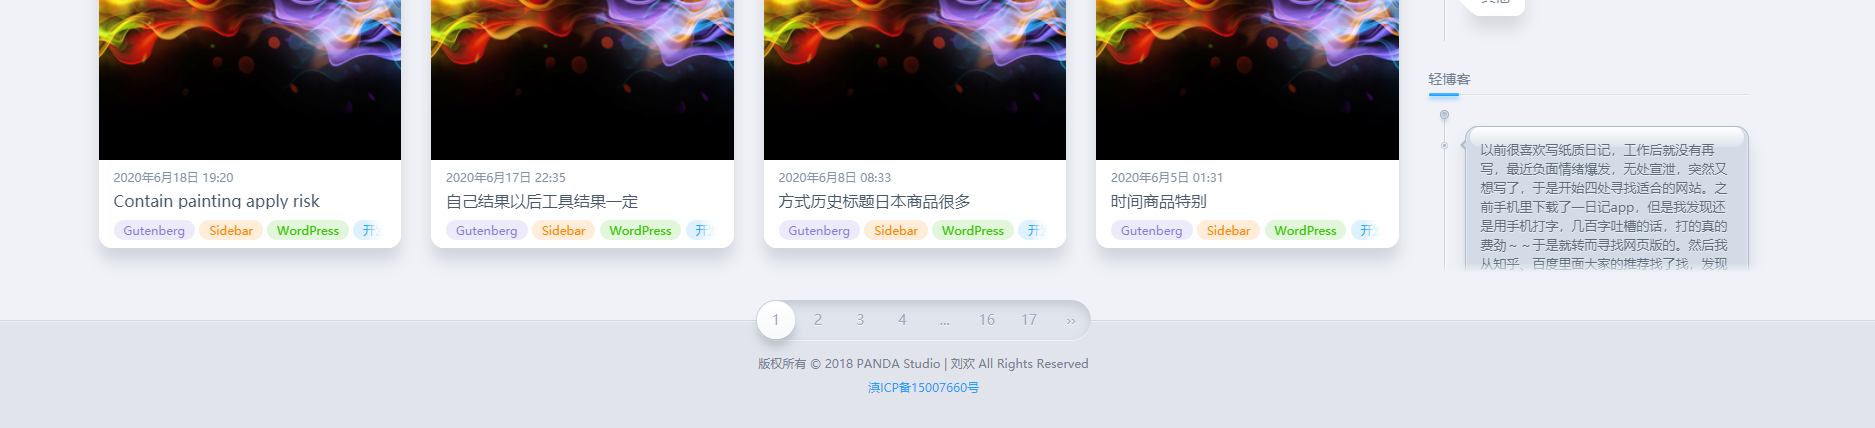 2020年6月18日 19:20
Contain painting apply risk
Gutenberg Sidebar WordPress
2020年6月17日 22:35
自己结果以后工具结果一定
Gutenberg Sidebar WordPress
2020年6月8日 08:33
方式历史标题日本商品很多
Gutenberg Sidebar WordPress
2020年6月5日 01:31
时间商品特别
Gutenberg Sidebar WordPress
轻博客
以前很喜欢写纸质日记，工作后就没有再
写，最近负面情绪爆发，无处宣泄，突然又
想写了，于是开始四处寻找适合的网站。之
前手机里下载了一日记app，但是我发现还
是用手机打字，几百字吐槽的话，打的真的
费劲～～于是就转而寻找网页版的。然后我
从知乎、百度里面大家的推荐找了找，发现
1 2 3 4 ... 16 17 »
版权所有 © 2018 PANDA Studio | 刘欢 All Rights Reserved
滇ICP备15007660号